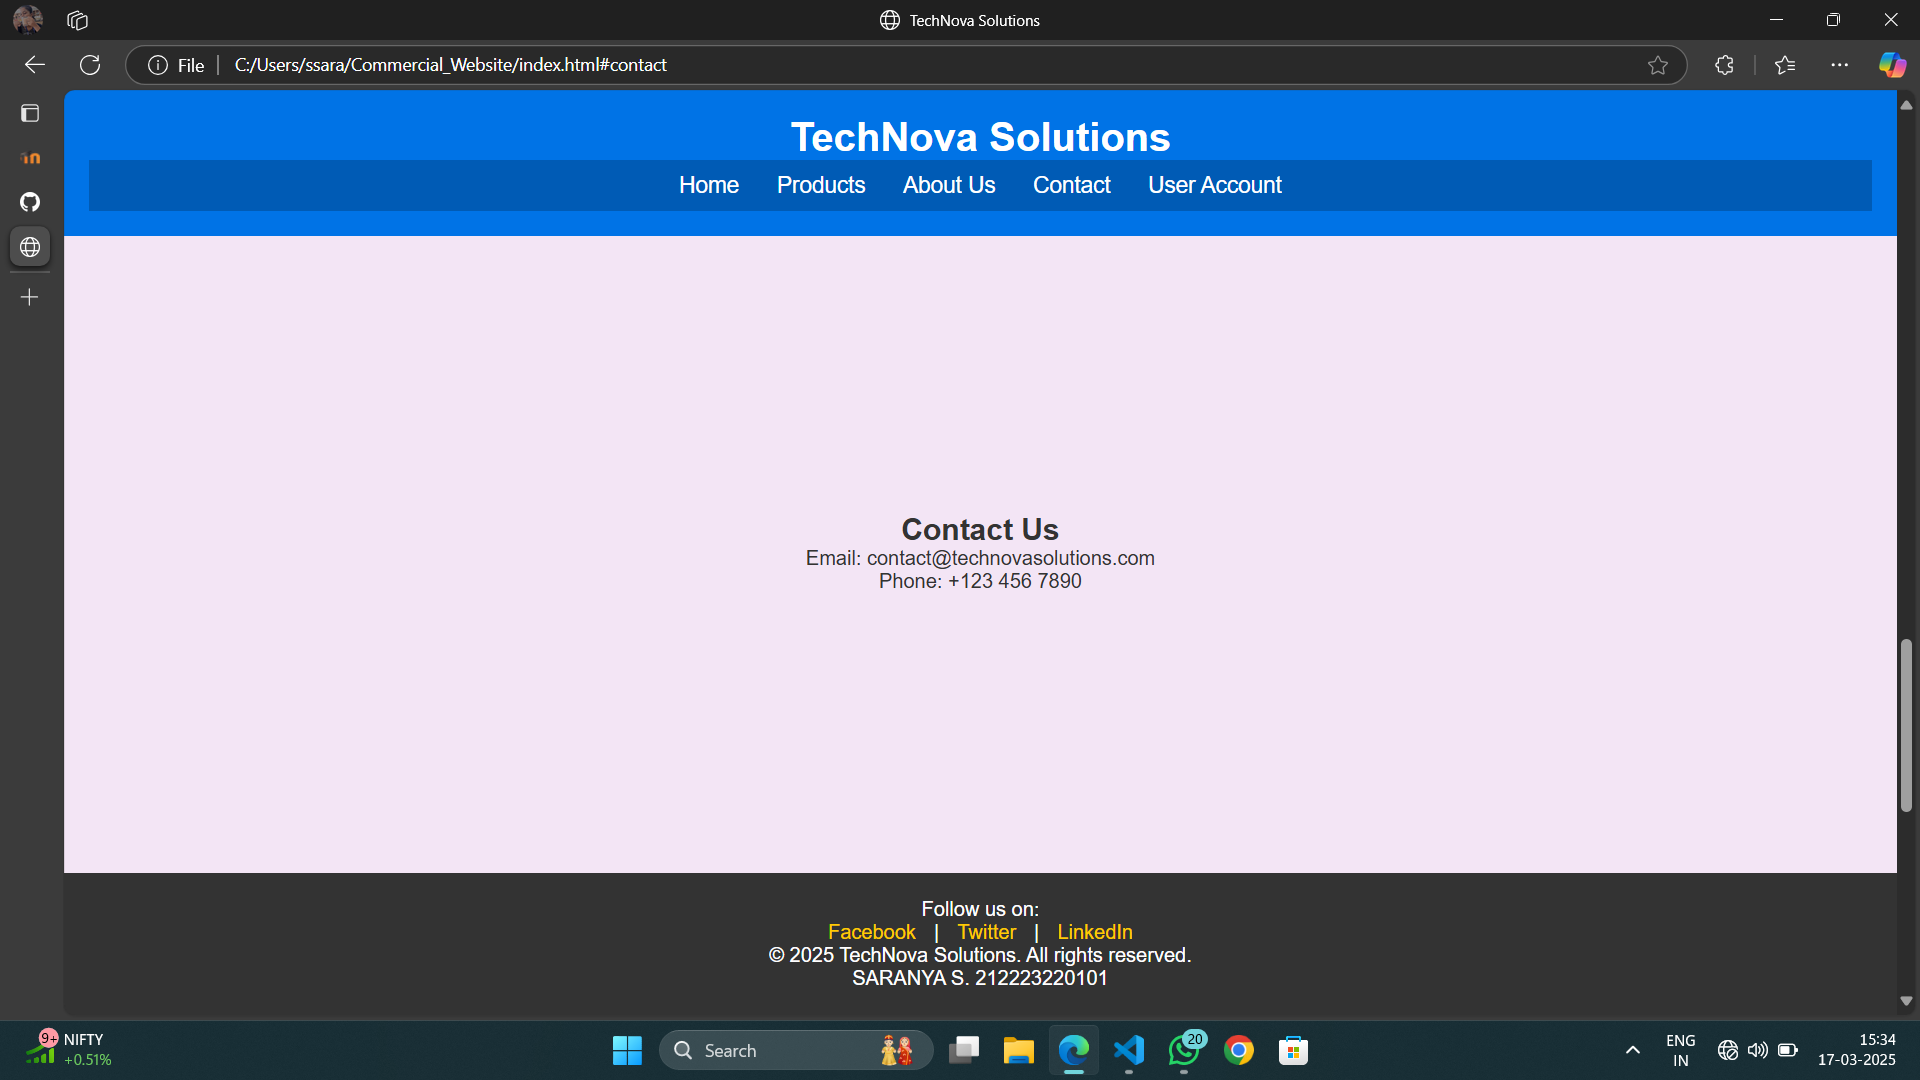 TechNova Solutions
File C:/Users/ssara/Commercial_Website/index.html#contact
TechNova Solutions
Home Products About Us Contact User Account
Contact Us
Email: contact@technovasolutions.com
Phone: +123 456 7890
Follow us on:
Facebook | Twitter | LinkedIn
© 2025 TechNova Solutions. All rights reserved.
SARANYA S. 212223220101
9+ NIFTY
+0.51%
Search
20
ENG
IN
15:34
17-03-2025